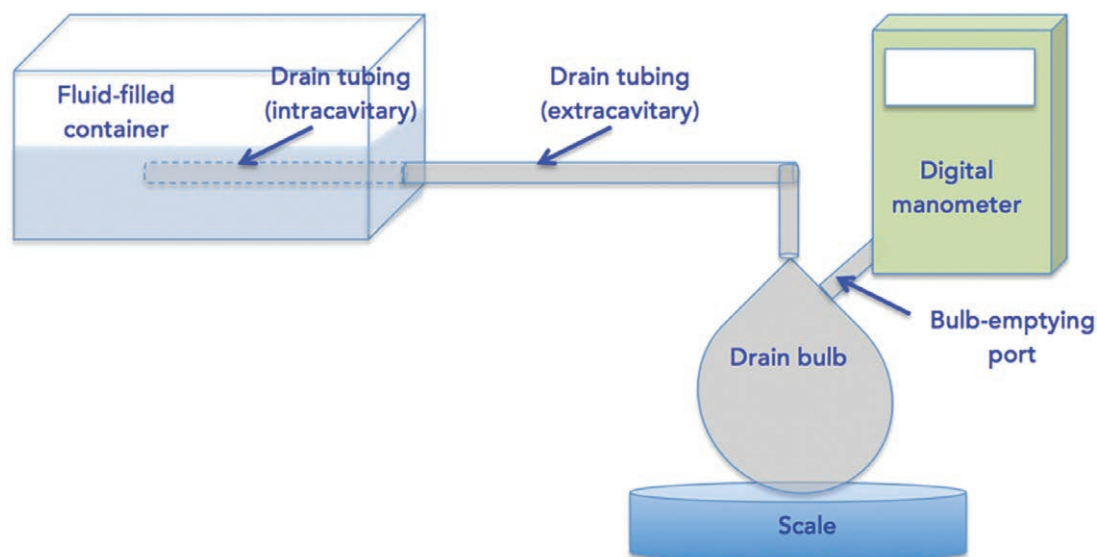 Fluid-filled
container
Drain tubing
(intracavitary)
Drain tubing
(extracavitary)
Digital
manometer
Bulb-emptying
port
Drain bulb
Scale